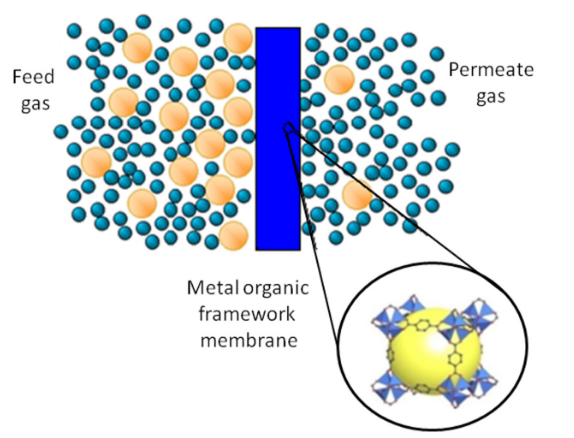 Feed
gas
Permeate
gas
Metal organic
framework
membrane